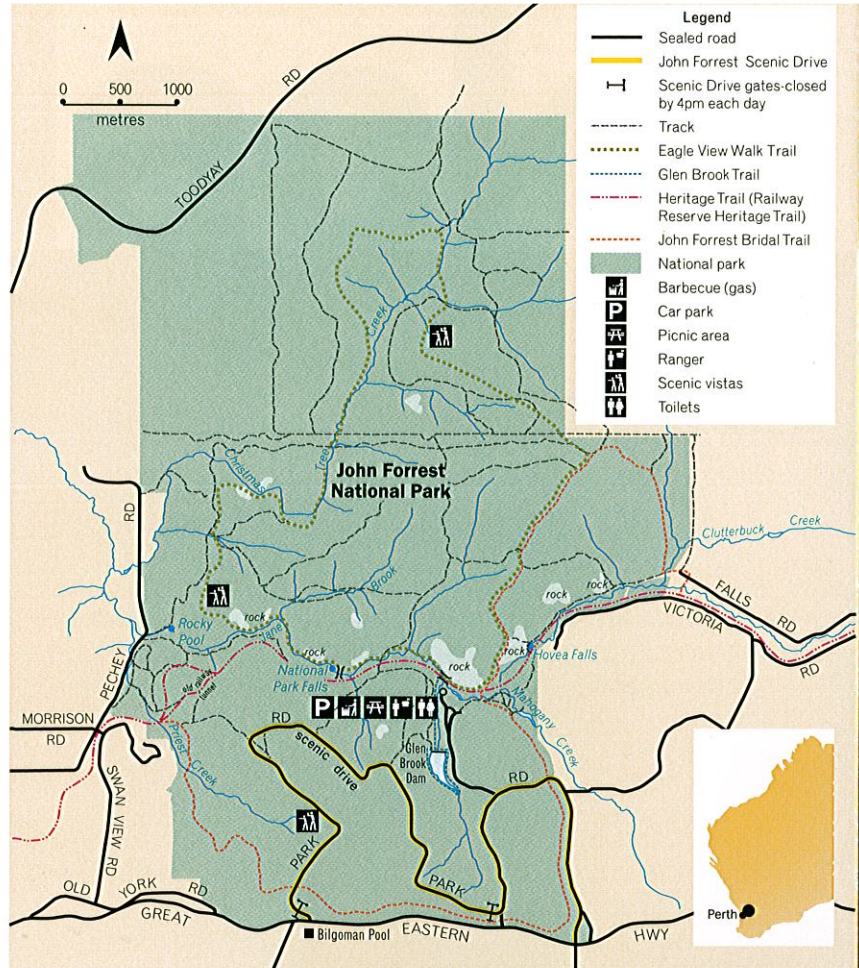 Legend
Sealed road
John Forrest Scenic Drive
Scenic Drive gates-closed
by 4pm each day
Track
Eagle View Walk Trail
Glen Brook Trail
Heritage Trail (Railway
Reserve Heritage Trail)
John Forrest Bridal Trail
National park
Barbecue (gas)
P
Car park
Picnic area
Ranger
Scenic vistas
Toilets
0 500 1000
metres
RD
TOODYAY
Creek
Tree
Christmas
John Forrest
National Park
RD
Clutterbuck Creek
Brook
rock
rock
FALLS
RD
VICTORIA
RD
Rocky
Pool
rock
Jane
rock
rock
rock
Hovea Falls
PECHEY
old railway
tunnel
National
Park Falls
Mahogany
Creek
MORRISON
RD
P
RD
scenic drive
Priest Creek
Glen
Brook
Dam
RD
SWAN VIEW RD
PARK
PARK
OLD YORK RD
GREAT EASTERN HWY
Bilgoman Pool
Perth